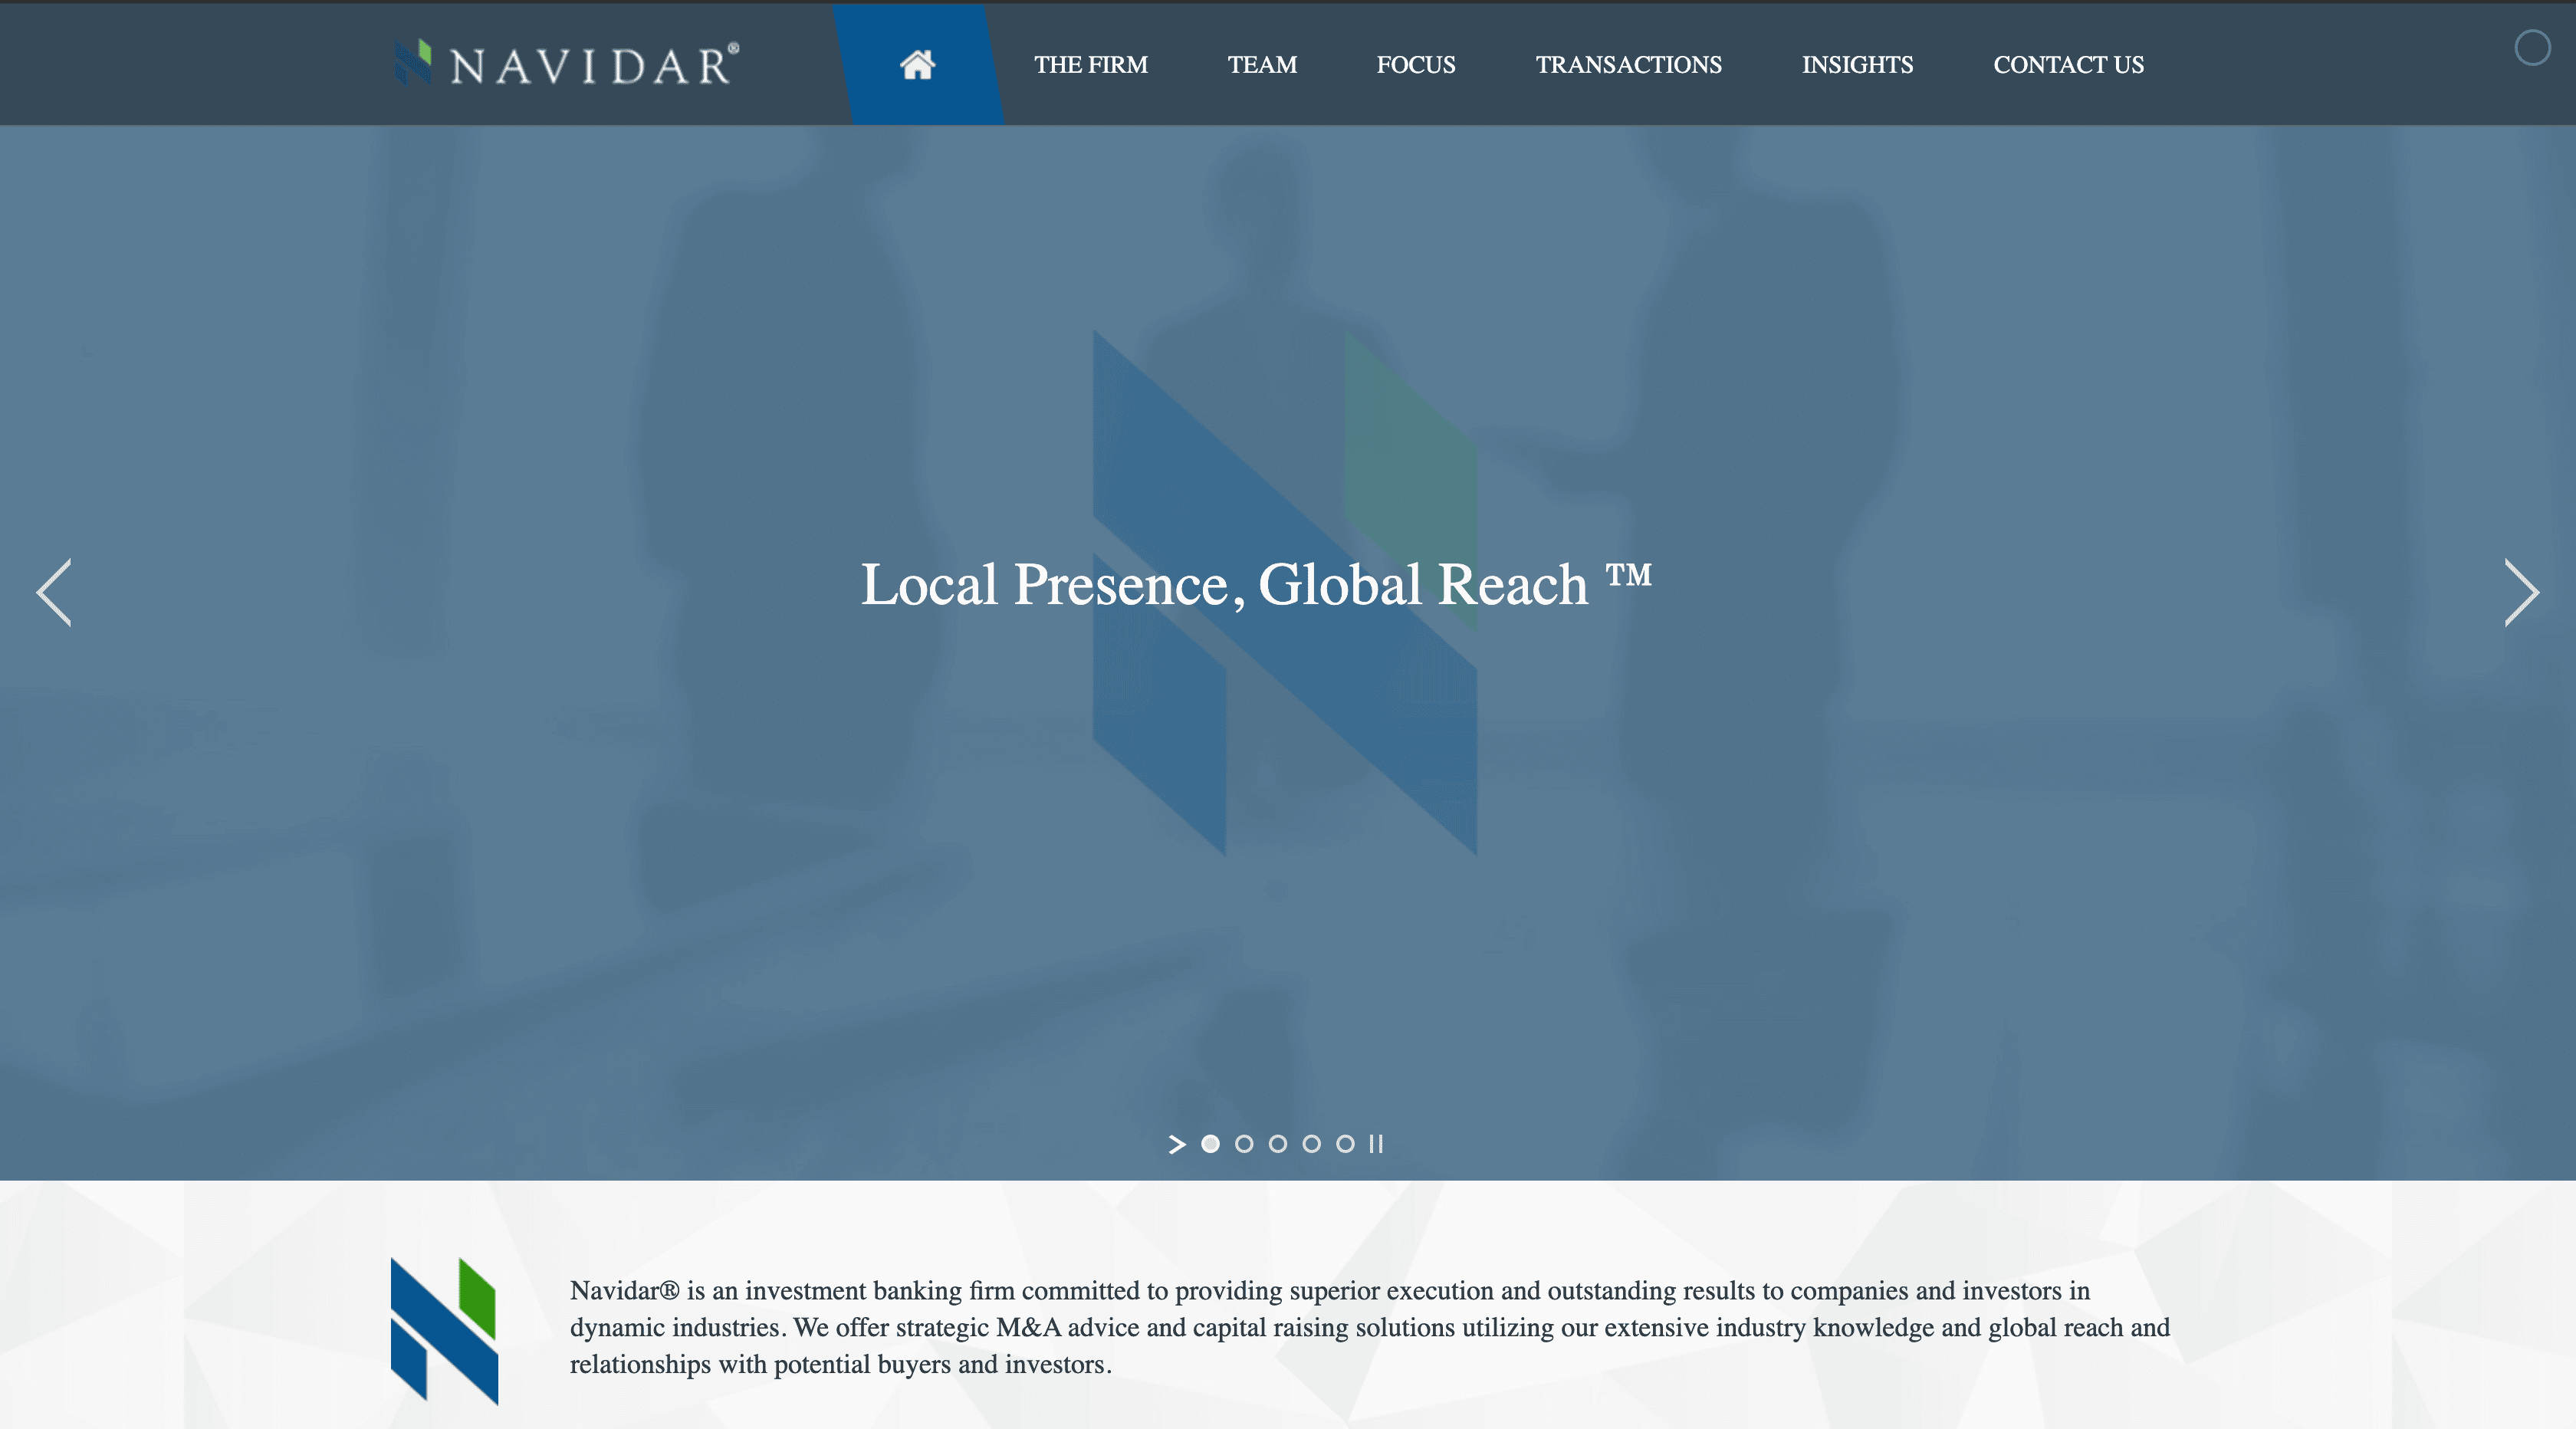 NAVIDAR®
THE FIRM
TEAM
FOCUS
TRANSACTIONS
INSIGHTS
CONTACT US
Local Presence, Global Reach ™
Navidar® is an investment banking firm committed to providing superior execution and outstanding results to companies and investors in
dynamic industries. We offer strategic M&A advice and capital raising solutions utilizing our extensive industry knowledge and global reach and
relationships with potential buyers and investors.